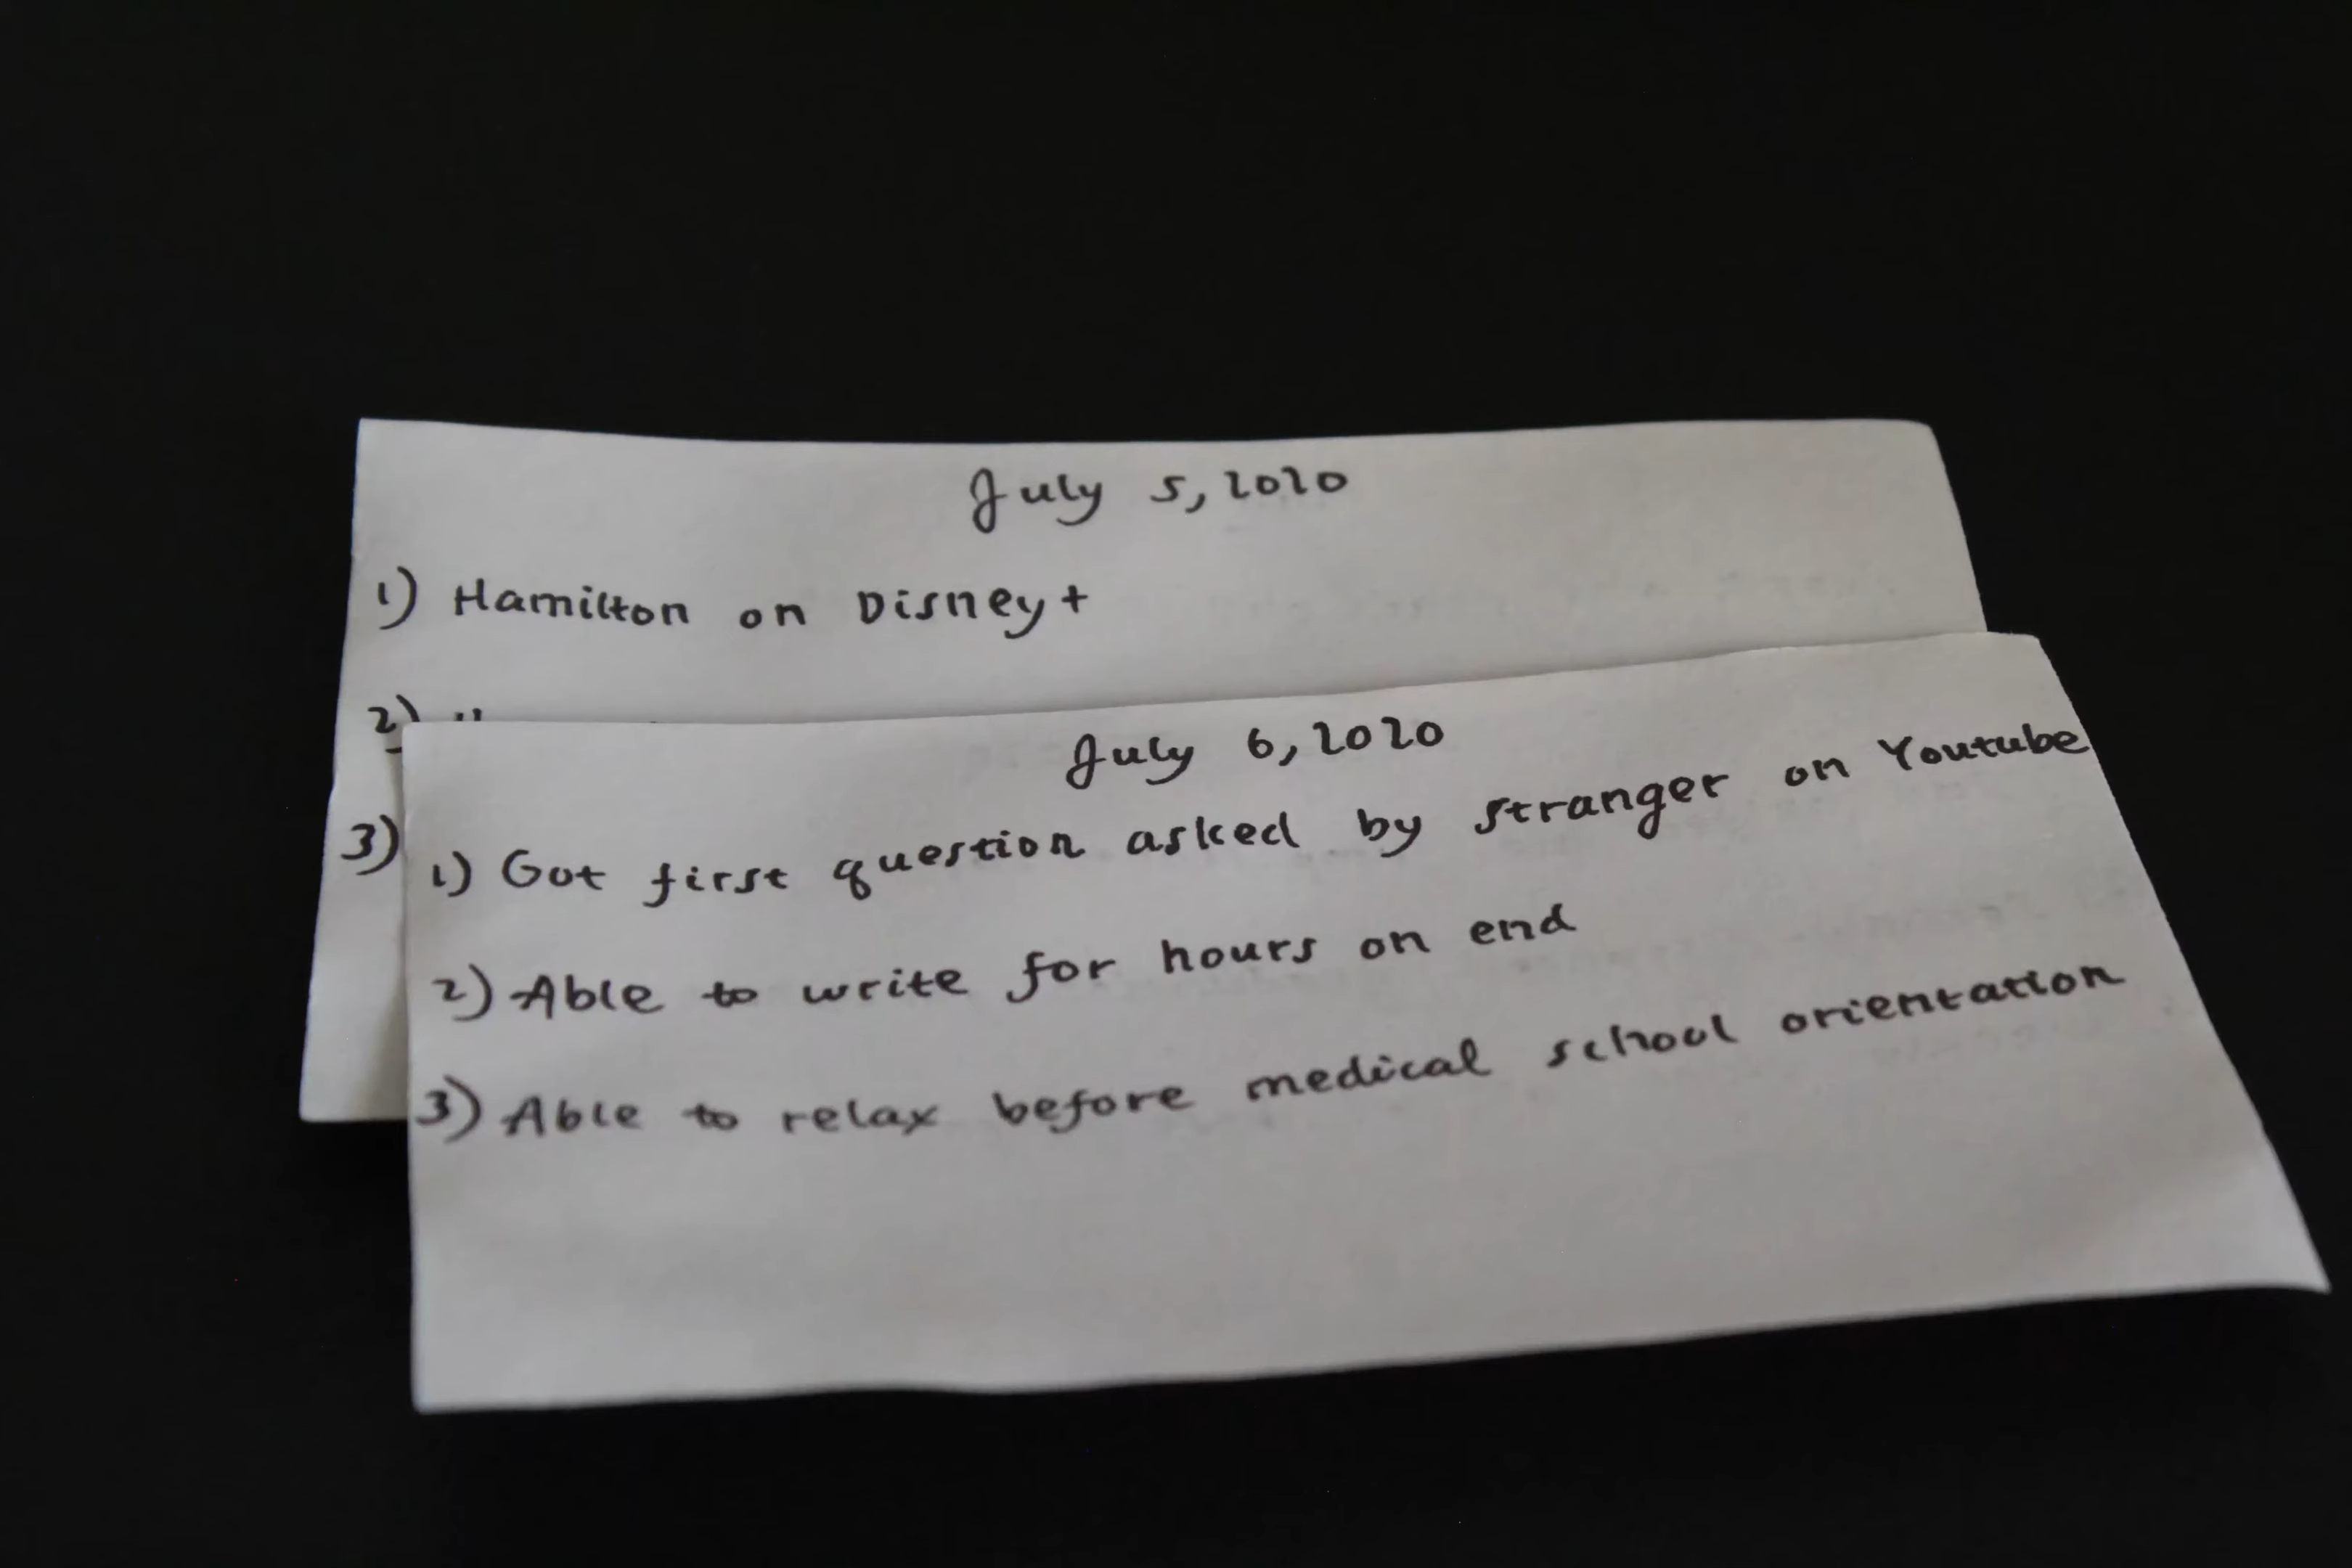 July 5, 2020
1) Hamilton on Disney+
2)
3)
July 6, 2020
1) Got first question asked by stranger on Youtube
2) Able to write for hours on end
3) Able to relax before medical school orientation